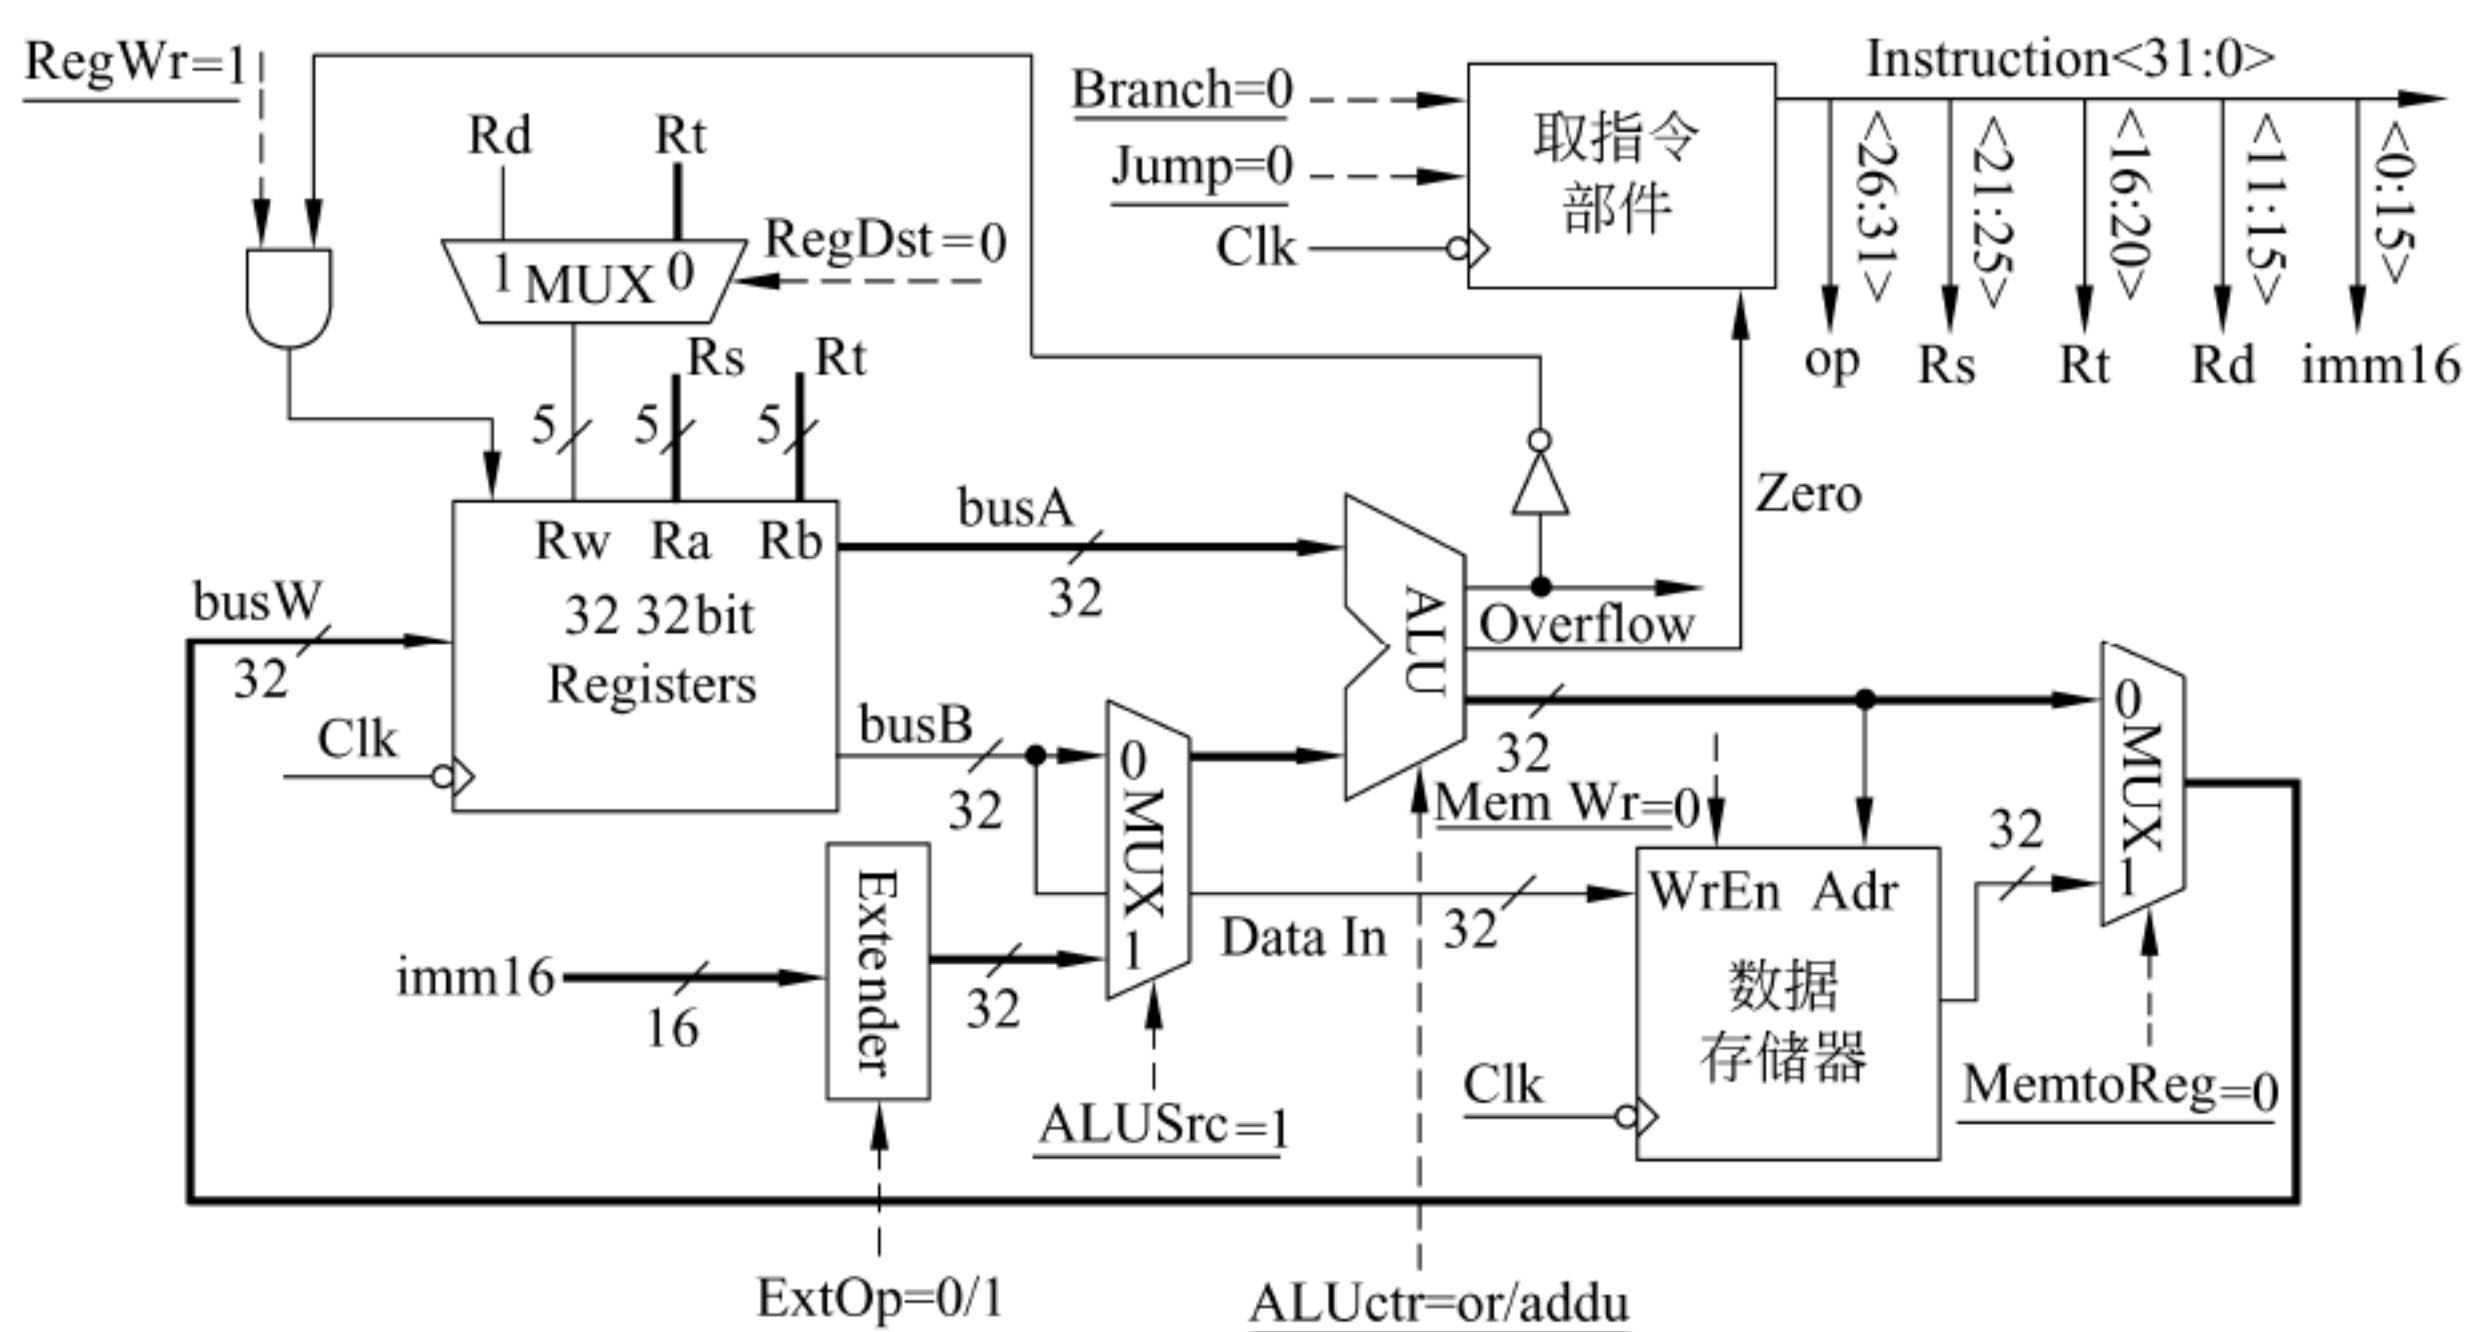 RegWr=1
Rd
Rt
1 MUX 0
RegDst=0
Branch=0
Jump=0
Clk
取指令
部件
Instruction<31:0>
<26:31>
<21:25>
<16:20>
<11:15>
<0:15>
op
Rs
Rt
Rd
imm16
Rs
Rt
5
5
5
Rw
Ra
Rb
32 32bit
Registers
busW
32
Clk
busA
32
busB
32
ALU
Overflow
Zero
32
0
MUX
1
imm16
16
Extender
32
ExtOp=0/1
ALUSrc=1
Data In
32
ALUctr=or/addu
Mem Wr=0
WrEn Adr
数据
存储器
Clk
32
0
MUX
1
MemtoReg=0